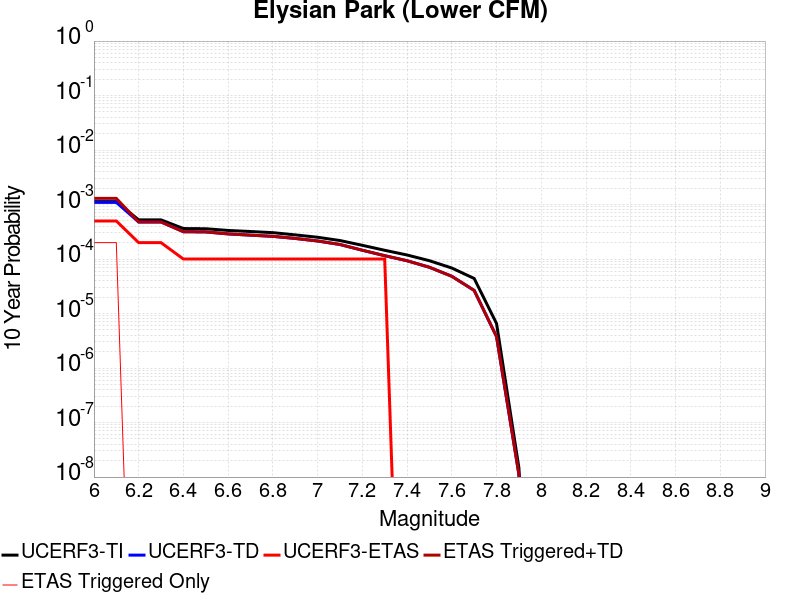 Elysian Park (Lower CFM)
10 0
10 -1
10 -2
10 -3
10 -4
10 -5
10 -6
10 -7
10 -8
10 Year Probability
6 6.2 6.4 6.6 6.8 7 7.2 7.4 7.6 7.8 8 8.2 8.4 8.6 8.8 9
Magnitude
UCERF3-TI UCERF3-TD UCERF3-ETAS ETAS Triggered+TD
ETAS Triggered Only